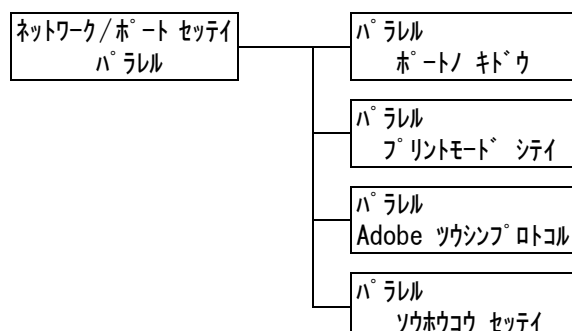 ﾈｯﾄﾜｰｸ/ﾎﾟｰﾄ ｾｯﾃｲ
ﾊﾟﾗﾚﾙ
ﾊﾟﾗﾚﾙ
ﾎﾟｰﾄﾉ ｷﾄﾞｳ
ﾊﾟﾗﾚﾙ
ﾌﾟﾘﾝﾄﾓｰﾄﾞ ｼﾃｲ
ﾊﾟﾗﾚﾙ
Adobe ﾂｳｼﾝﾌﾟﾛﾄｺﾙ
ﾊﾟﾗﾚﾙ
ｿｳﾎｳｺｳ ｾｯﾃｲ